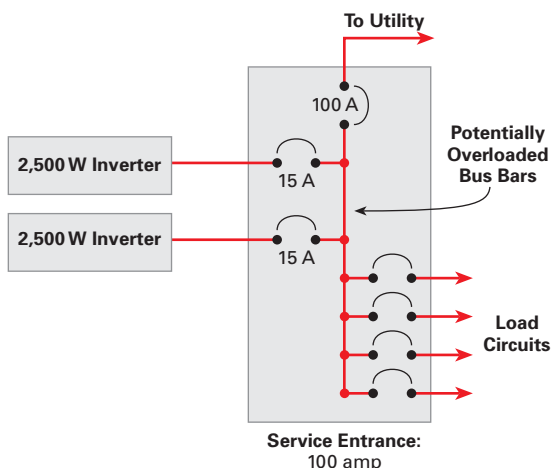 To Utility
100 A
2,500 W Inverter
15 A
2,500 W Inverter
15 A
Potentially
Overloaded
Bus Bars
Load
Circuits
Service Entrance:
100 amp